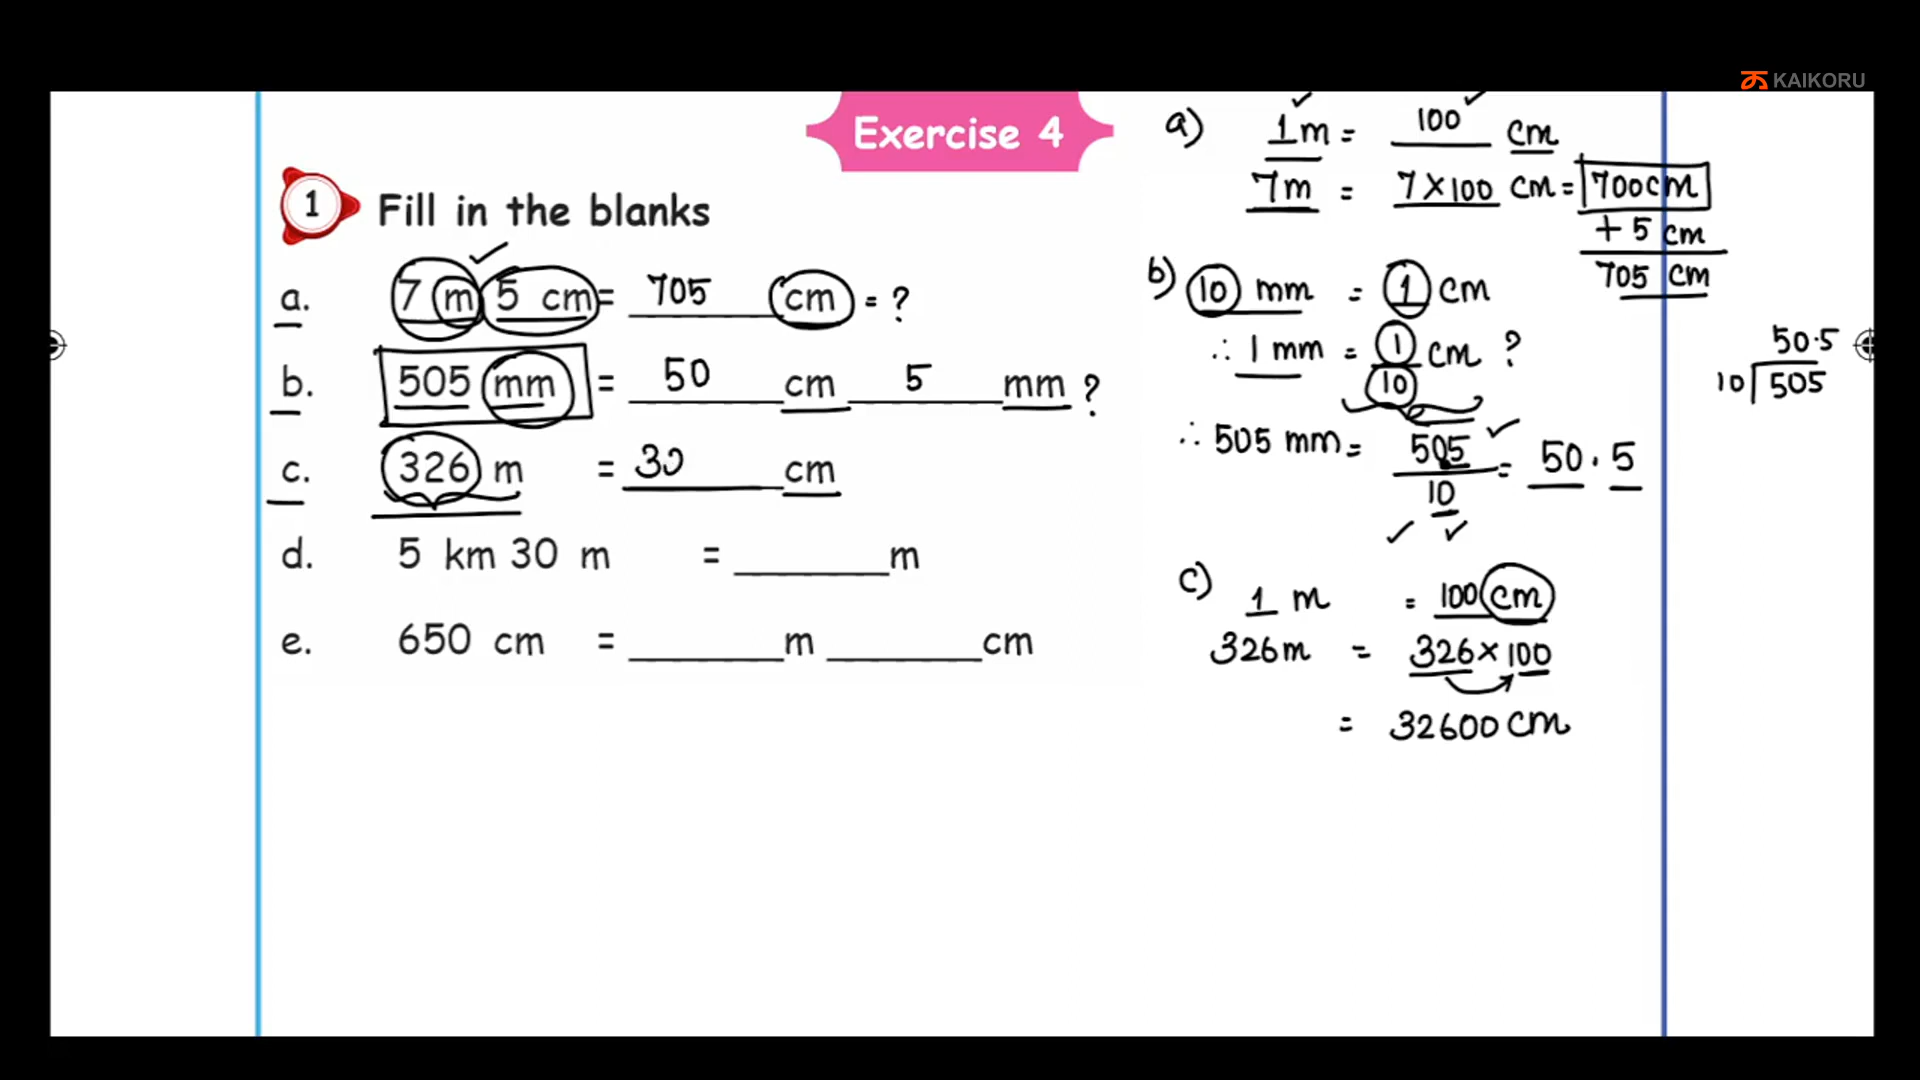 KAIKORU
Exercise 4
1 Fill in the blanks
a. 7 m 5 cm = 705 cm = ?
b. 505 mm = 50 cm 5 mm ?
c. 326 m = 30 cm
d. 5 km 30 m = ________m
e. 650 cm = ________m ________cm
a) 1m = 100 cm
7m = 7×100 cm = 700cm
+ 5 cm
705 cm
b) 10 mm = 1 cm
∴ 1 mm = 1/10 cm ?
∴ 505 mm = 505/10 = 50.5
50.5
10 505
c) 1 m = 100 cm
326m = 326×100
= 32600 cm